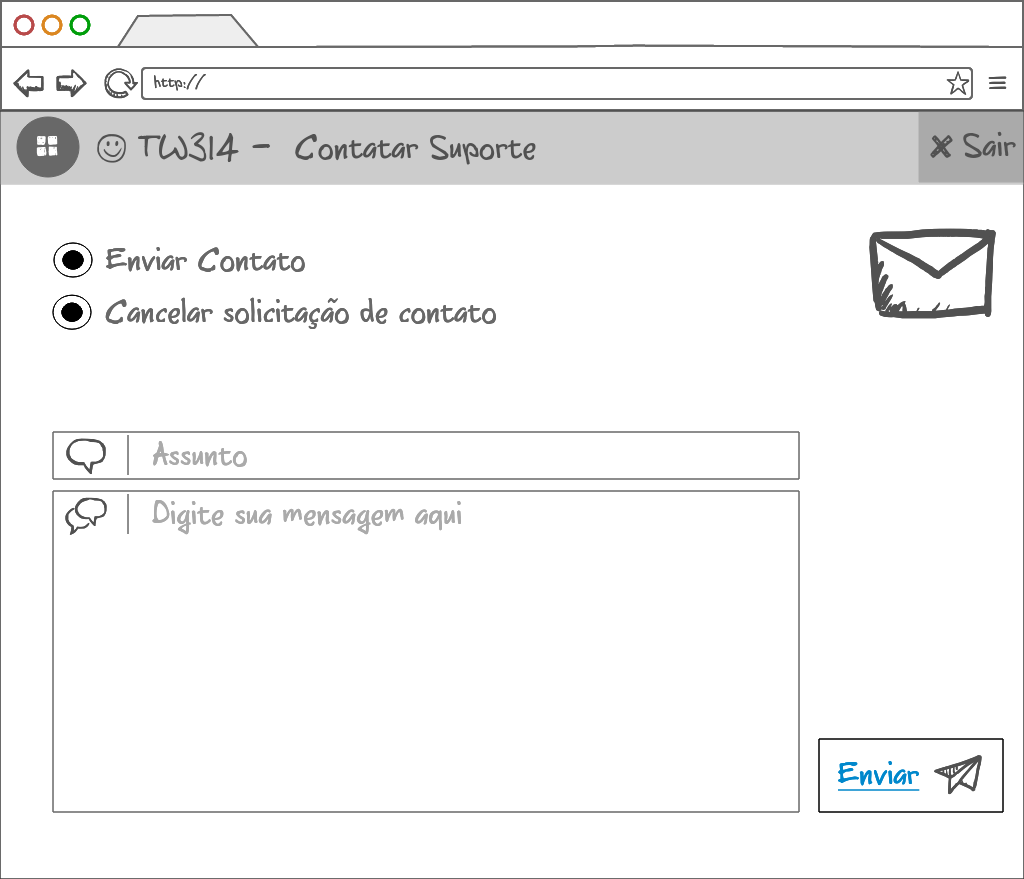 http://
TW314 - Contatar Suporte
Sair
Enviar Contato
Cancelar solicitação de contato
Assunto
Digite sua mensagem aqui
Enviar